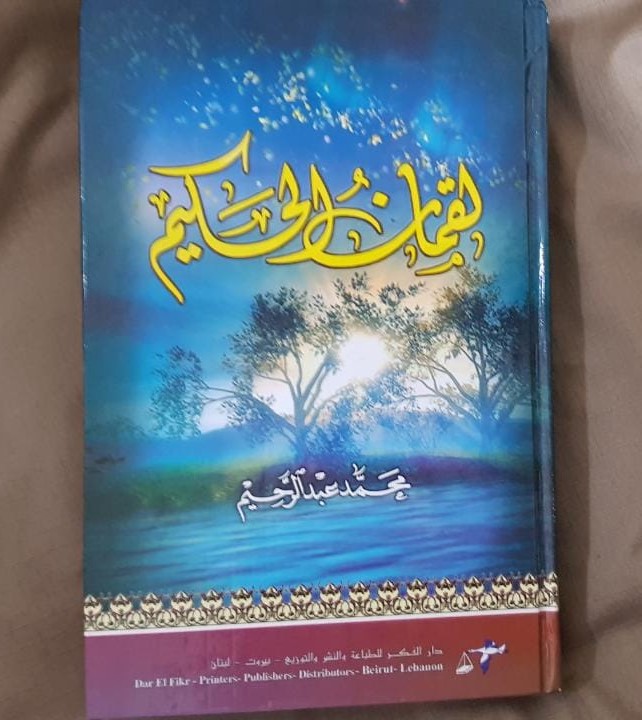 لقمان الحكيم
محمد عبد الرحيم
دار الفكر للطباعة والنشر والتوزيع - بيروت - لبنان
Dar El Fikr - Printers- Publishers- Distributors- Beirut- Lebanon